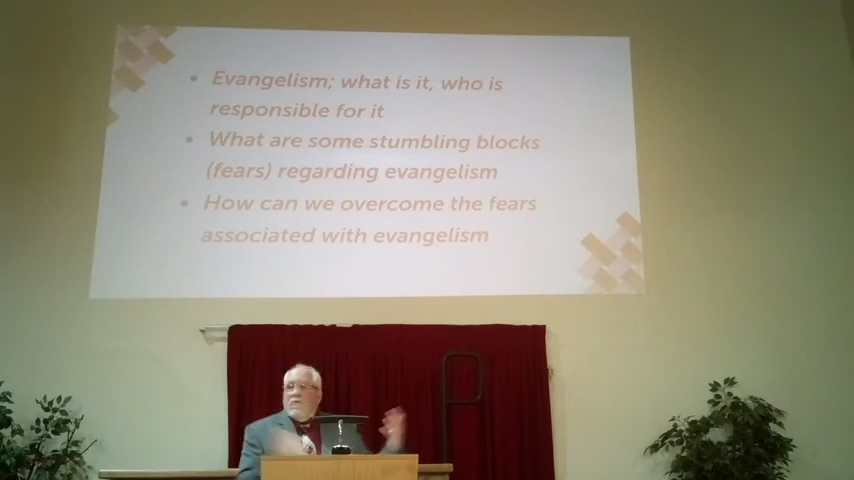 • Evangelism; what is it, who is
responsible for it
• What are some stumbling blocks
(fears) regarding evangelism
• How can we overcome the fears
associated with evangelism